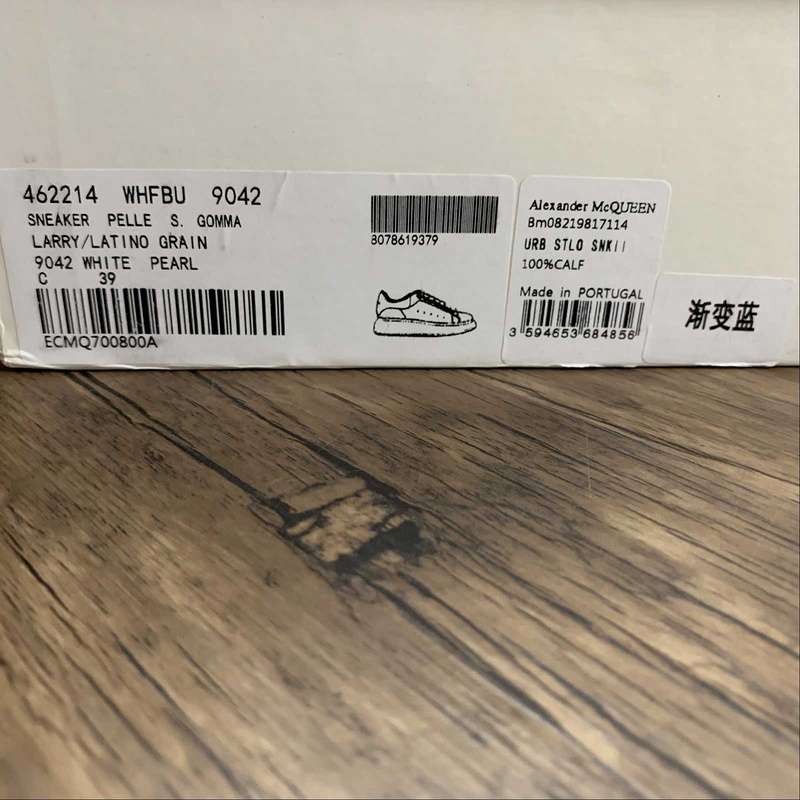 462214 WHFBU 9042
SNEAKER PELLE S. GOMMA
LARRY/LATINO GRAIN
9042 WHITE PEARL
C 39
ECMQ700800A
8078619379
Alexander McQUEEN
Bm08219817114
URB STLO SNKII
100%CALF
Made in PORTUGAL
3 594653 684856
渐变蓝